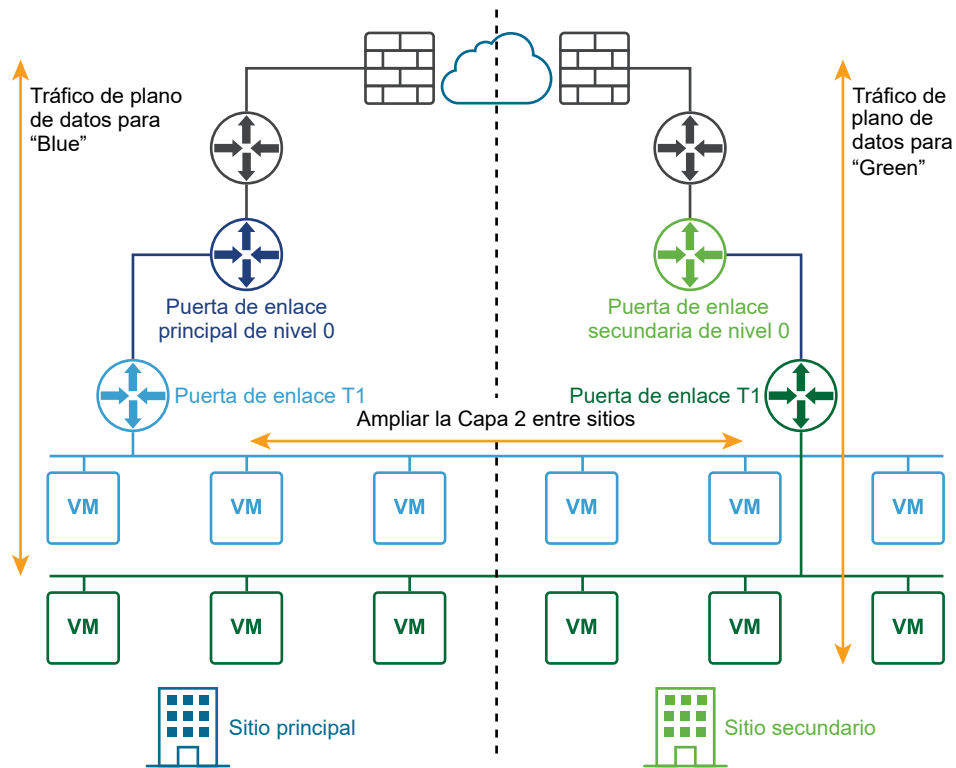 Tráfico de plano
de datos para
“Blue”
Tráfico de
plano de
datos para
“Green”
Puerta de enlace
principal de nivel 0
Puerta de enlace
secundaria de nivel 0
Puerta de enlace T1
Puerta de enlace T1
Ampliar la Capa 2 entre sitios
VM VM VM VM VM VM
VM VM VM VM VM VM
Sitio principal
Sitio secundario